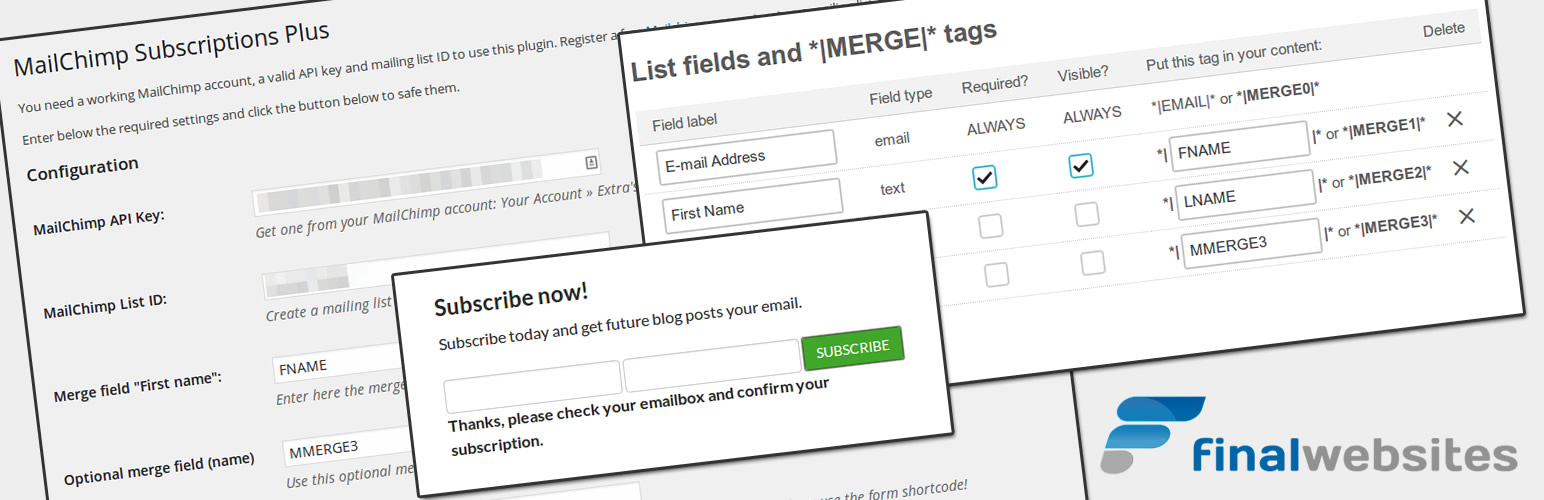 MailChimp Subscriptions Plus
You need a working MailChimp account, a valid API key and mailing list ID to use this plugin. Register a
Enter below the required settings and click the button below to safe them.
Configuration
MailChimp API Key:
Get one from your MailChimp account: Your Account » Extra's
MailChimp List ID:
Create a mailing list
Merge field "First name":
FNAME
Enter here the merge
Optional merge field (name)
MMERGE3
Use this optional
use the form shortcode!
List fields and *|MERGE|* tags
Field label Field type Required? Visible? Put this tag in your content: Delete
E-mail Address email ALWAYS ALWAYS *|EMAIL|* or *|MERGE0|*
First Name text *| FNAME |* or *|MERGE1|*
*| LNAME |* or *|MERGE2|*
*| MMERGE3 |* or *|MERGE3|*
Subscribe now!
Subscribe today and get future blog posts your email.
SUBSCRIBE
Thanks, please check your emailbox and confirm your
subscription.
finalwebsites